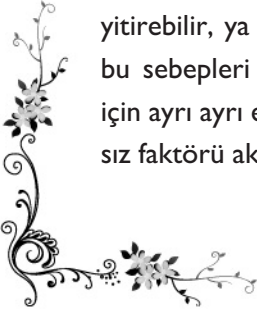 yitirebilir, ya
bu sebepleri
için ayrı ayrı e
sız faktörü ak